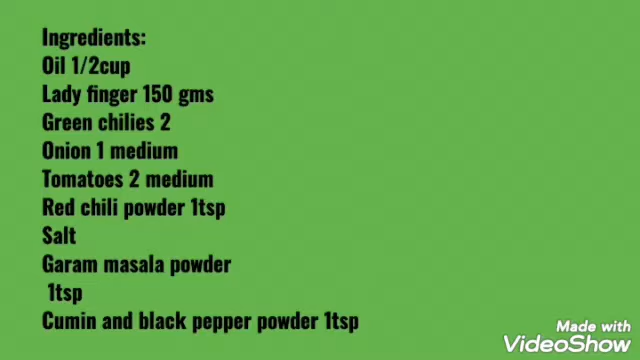 Ingredients:
Oil 1/2cup
Lady finger 150 gms
Green chilies 2
Onion 1 medium
Tomatoes 2 medium
Red chili powder 1tsp
Salt
Garam masala powder
1tsp
Cumin and black pepper powder 1tsp
Made with
VideoShow